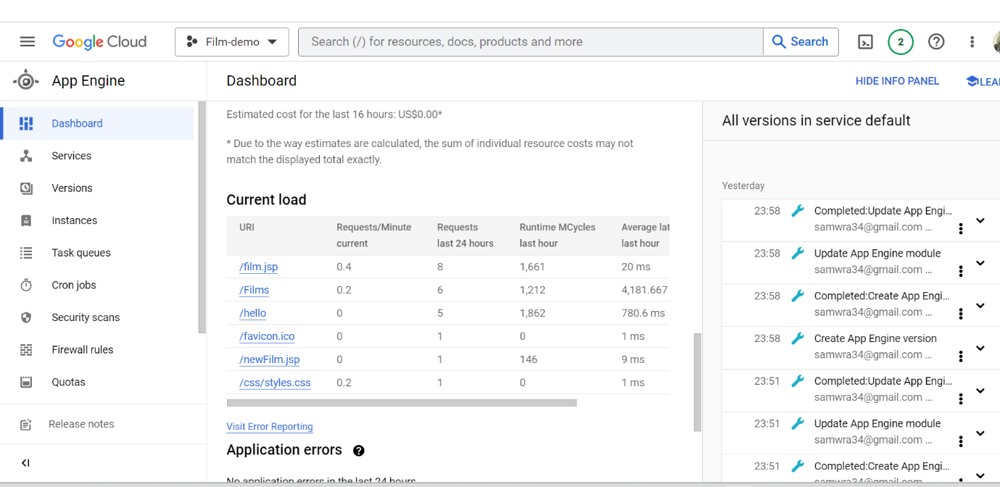 Google Cloud
Film-demo
Search (/) for resources, docs, products and more
Search
2
App Engine
Dashboard
HIDE INFO PANEL
LEA
Dashboard
Services
Versions
Instances
Task queues
Cron jobs
Security scans
Firewall rules
Quotas
Release notes
Estimated cost for the last 16 hours: US$0.00*
* Due to the way estimates are calculated, the sum of individual resource costs may not
match the displayed total exactly.
Current load
URI Requests/Minute Requests Runtime MCycles Average lat
current last 24 hours last hour last hour
/film.jsp 0.4 8 1,661 20 ms
/Films 0.2 6 1,212 4,181.667
/hello 0 5 1,862 780.6 ms
/favicon.ico 0 1 0 1 ms
/newFilm.jsp 0 1 146 9 ms
/css/styles.css 0.2 1 0 1 ms
Visit Error Reporting
Application errors
No application errors in the last 24 hours
All versions in service default
Yesterday
23:58 Completed:Update App Engi...
samwra34@gmail.com ...
23:58 Update App Engine module
samwra34@gmail.com ...
23:58 Completed:Create App Engi...
samwra34@gmail.com ...
23:58 Create App Engine version
samwra34@gmail.com ...
23:51 Completed:Update App Engi...
samwra34@gmail.com ...
23:51 Update App Engine module
samwra34@gmail.com ...
23:51 Completed:Create App Engi...
samwra34@gmail.com ...